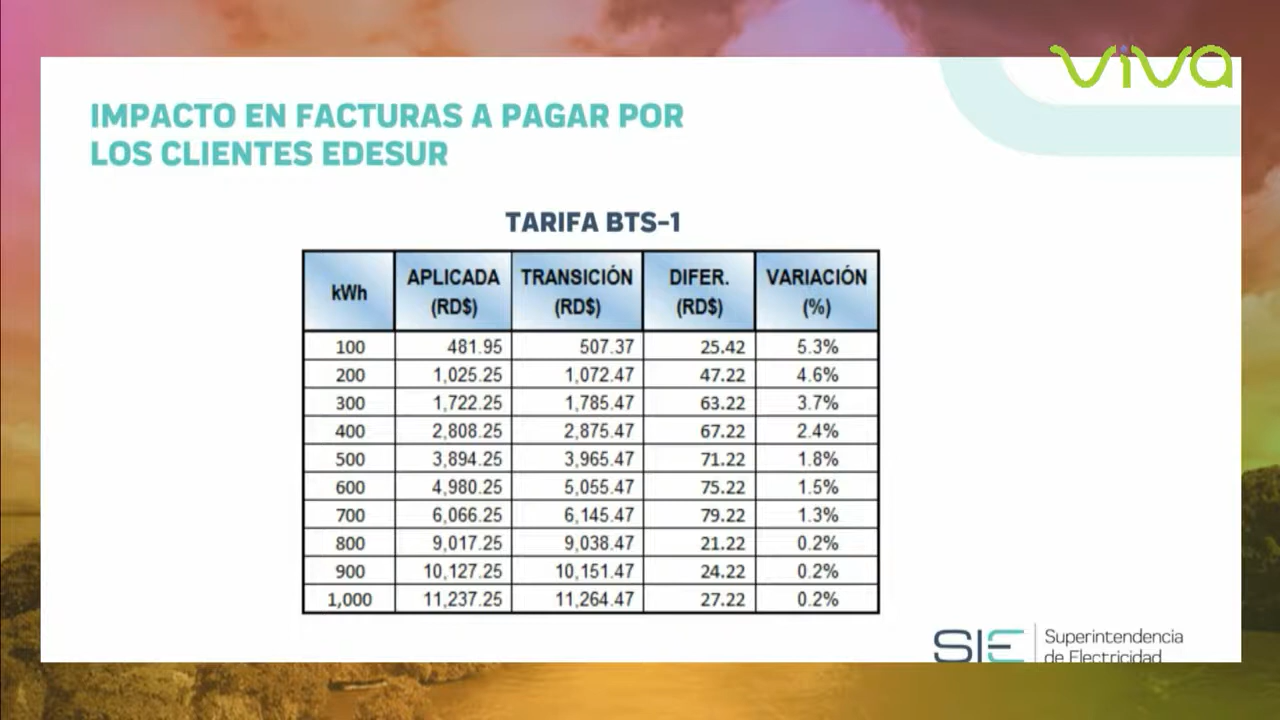 viva
IMPACTO EN FACTURAS A PAGAR POR
LOS CLIENTES EDESUR
TARIFA BTS-1
kWh APLICADA (RD$) TRANSICIÓN (RD$) DIFER. (RD$) VARIACIÓN (%)
100 481.95 507.37 25.42 5.3%
200 1,025.25 1,072.47 47.22 4.6%
300 1,722.25 1,785.47 63.22 3.7%
400 2,808.25 2,875.47 67.22 2.4%
500 3,894.25 3,965.47 71.22 1.8%
600 4,980.25 5,055.47 75.22 1.5%
700 6,066.25 6,145.47 79.22 1.3%
800 9,017.25 9,038.47 21.22 0.2%
900 10,127.25 10,151.47 24.22 0.2%
1,000 11,237.25 11,264.47 27.22 0.2%
SIE Superintendencia
de Electricidad